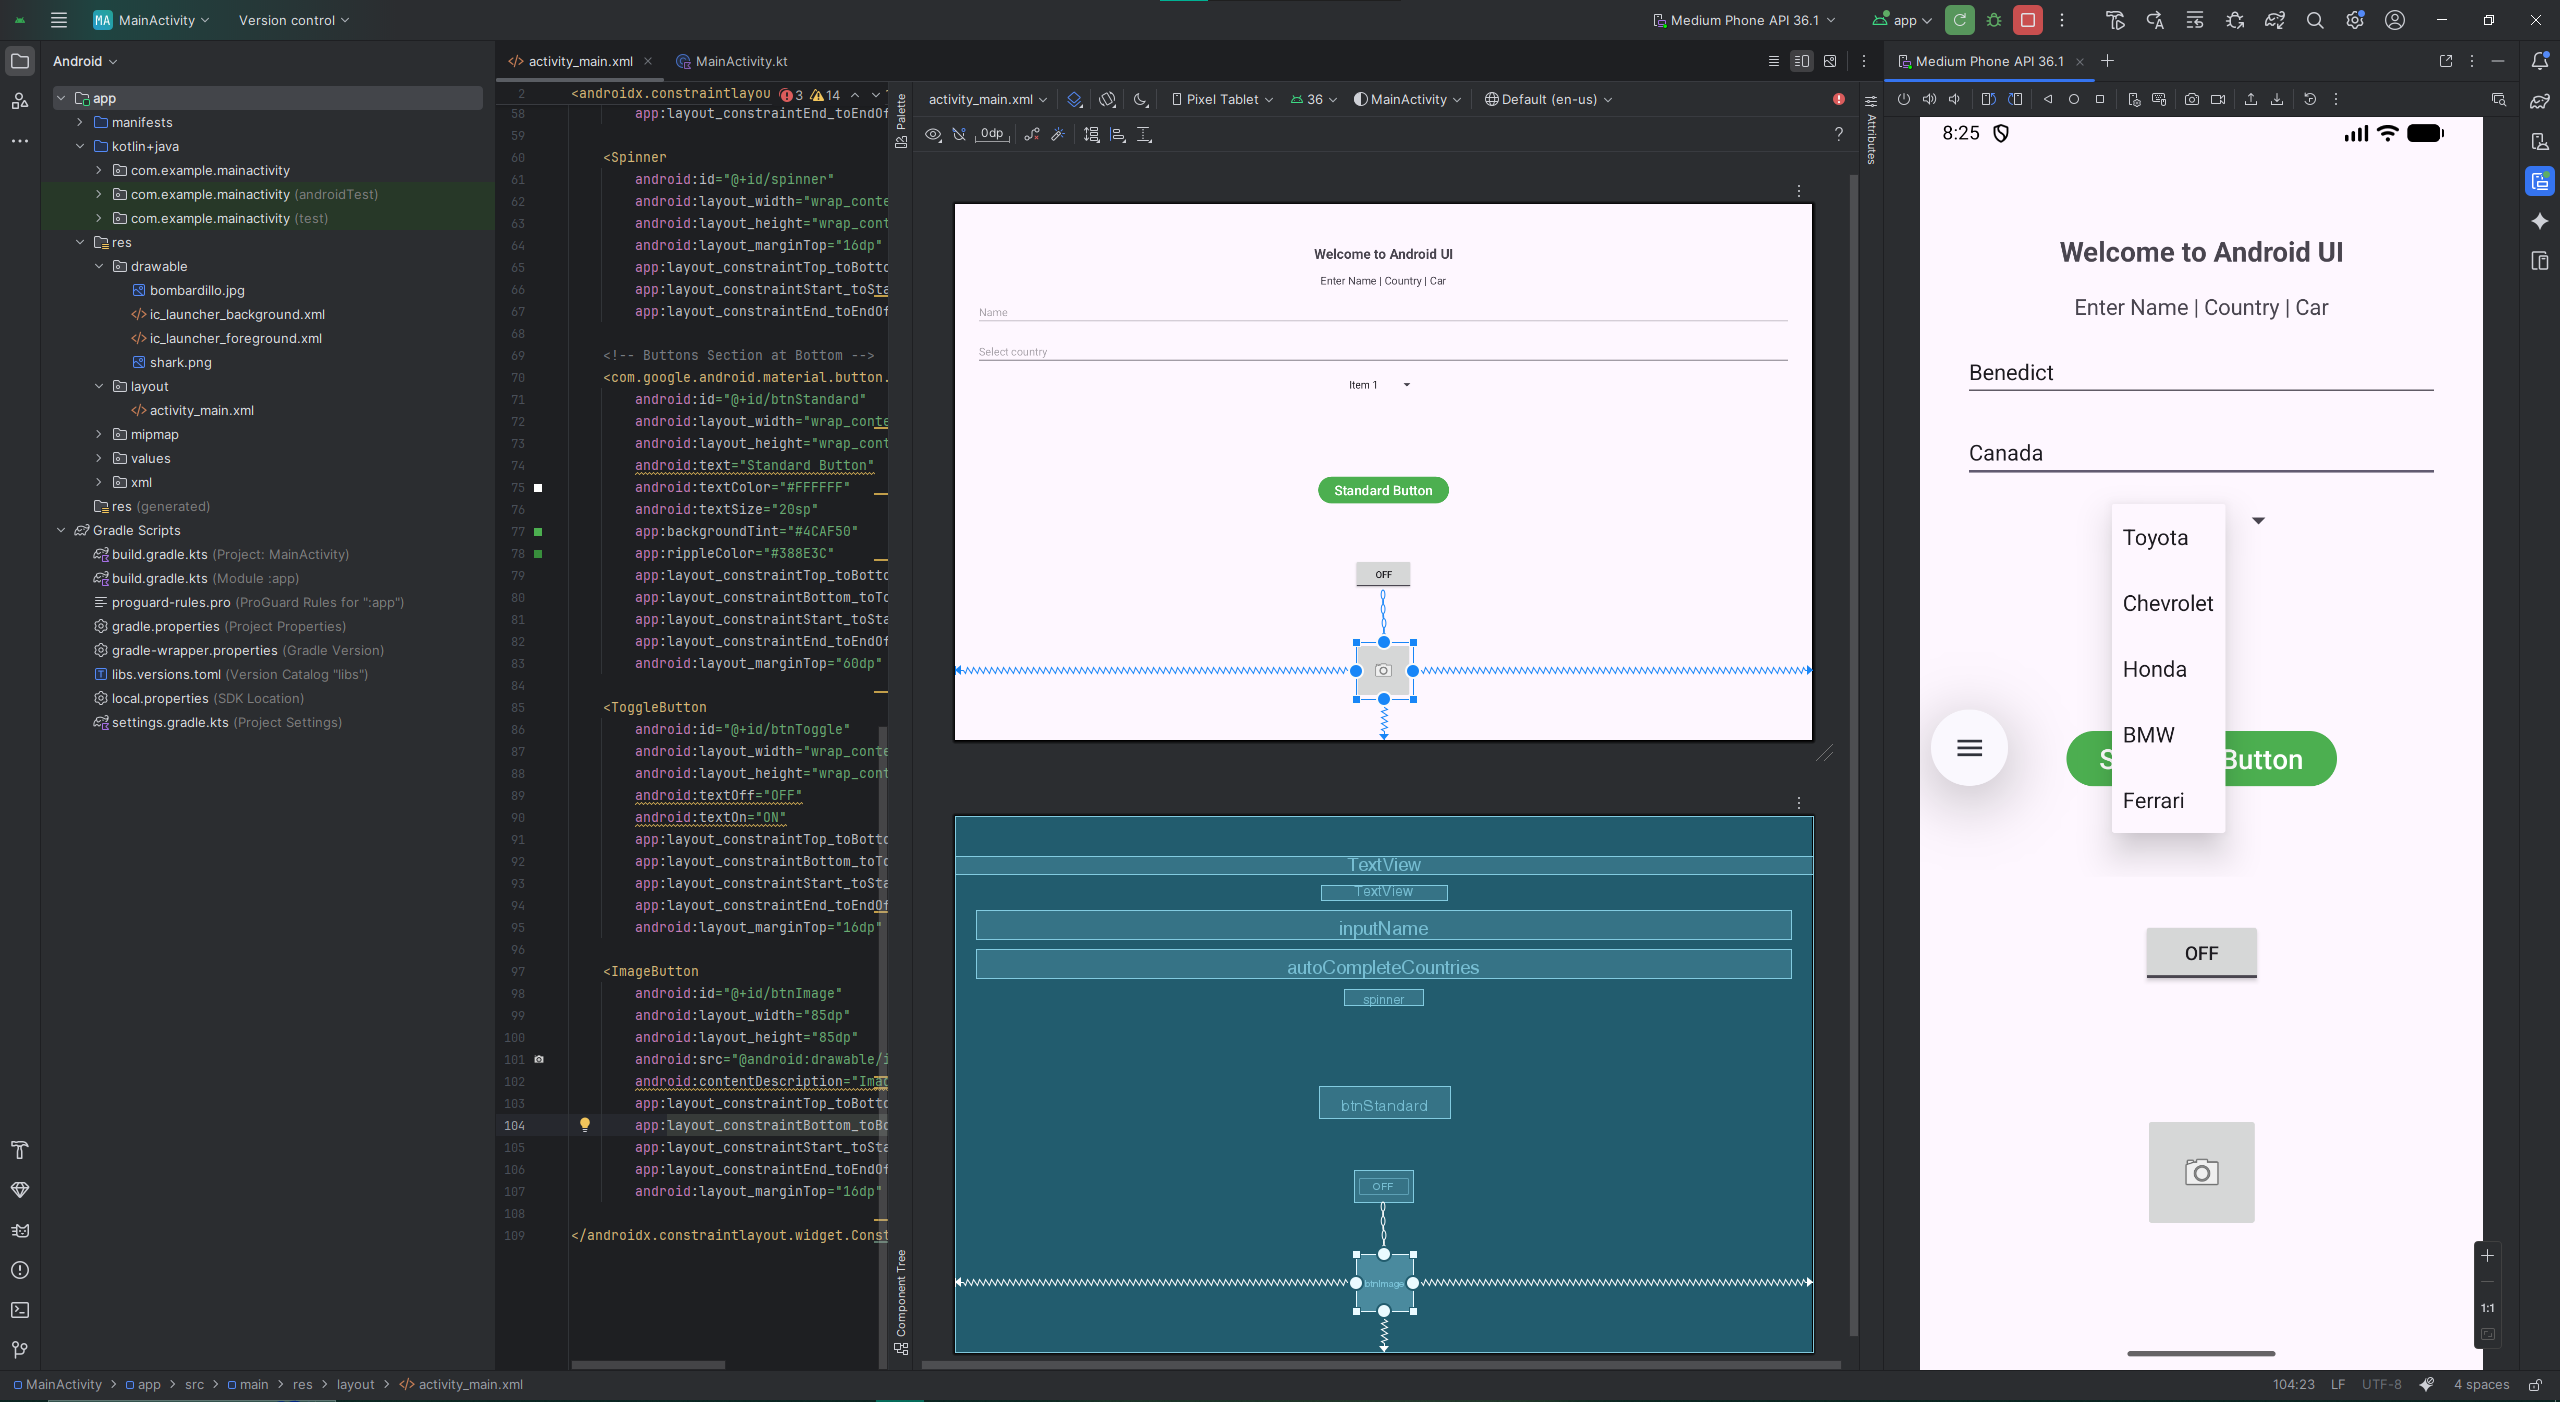 MA MainActivity Version control Medium Phone API 36.1 app
Android
app
manifests
kotlin+java
com.example.mainactivity
com.example.mainactivity (androidTest)
com.example.mainactivity (test)
res
drawable
bombardillo.jpg
ic_launcher_background.xml
ic_launcher_foreground.xml
shark.png
layout
activity_main.xml
mipmap
values
xml
res (generated)
Gradle Scripts
build.gradle.kts (Project: MainActivity)
build.gradle.kts (Module :app)
proguard-rules.pro (ProGuard Rules for ":app")
gradle.properties (Project Properties)
gradle-wrapper.properties (Gradle Version)
libs.versions.toml (Version Catalog "libs")
local.properties (SDK Location)
settings.gradle.kts (Project Settings)
activity_main.xml MainActivity.kt
2 <androidx.constraintlayou 3 14
58 app:layout_constraintEnd_toEndOf
59
60 <Spinner
61 android:id="@+id/spinner"
62 android:layout_width="wrap_conte
63 android:layout_height="wrap_cont
64 android:layout_marginTop="16dp"
65 app:layout_constraintTop_toBotto
66 app:layout_constraintStart_toSta
67 app:layout_constraintEnd_toEndOf
68
69 <!-- Buttons Section at Bottom -->
70 <com.google.android.material.button.
71 android:id="@+id/btnStandard"
72 android:layout_width="wrap_conte
73 android:layout_height="wrap_cont
74 android:text="Standard Button"
75 android:textColor="#FFFFFF"
76 android:textSize="20sp"
77 app:backgroundTint="#4CAF50"
78 app:rippleColor="#388E3C"
79 app:layout_constraintTop_toBotto
80 app:layout_constraintBottom_toTo
81 app:layout_constraintStart_toSta
82 app:layout_constraintEnd_toEndOf
83 android:layout_marginTop="60dp"
84
85 <ToggleButton
86 android:id="@+id/btnToggle"
87 android:layout_width="wrap_conte
88 android:layout_height="wrap_cont
89 android:textOff="OFF"
90 android:textOn="ON"
91 app:layout_constraintTop_toBotto
92 app:layout_constraintBottom_toTo
93 app:layout_constraintStart_toSta
94 app:layout_constraintEnd_toEndOf
95 android:layout_marginTop="16dp"
96
97 <ImageButton
98 android:id="@+id/btnImage"
99 android:layout_width="85dp"
100 android:layout_height="85dp"
101 android:src="@android:drawable/i
102 android:contentDescription="Imag
103 app:layout_constraintTop_toBotto
104 app:layout_constraintBottom_toBo
105 app:layout_constraintStart_toSta
106 app:layout_constraintEnd_toEndOf
107 android:layout_marginTop="16dp"
108
109 </androidx.constraintlayout.widget.Const
Palette
Component Tree
activity_main.xml Pixel Tablet 36 MainActivity Default (en-us)
0dp ?
Attributes
Welcome to Android UI
Enter Name | Country | Car
Name
Select country
Item 1
Standard Button
OFF
TextView
TextView
inputName
autoCompleteCountries
spinner
btnStandard
OFF
btnImage
Medium Phone API 36.1
8:25
Welcome to Android UI
Enter Name | Country | Car
Benedict
Canada
Toyota
Chevrolet
Honda
BMW
Ferrari
S Button
OFF
1:1
MainActivity > app > src > main > res > layout > activity_main.xml
104:23 LF UTF-8 4 spaces